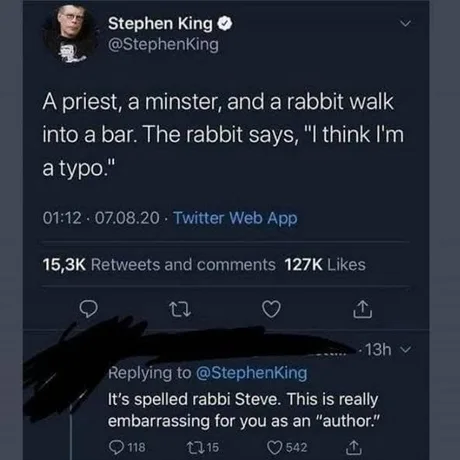 Stephen King
@StephenKing
A priest, a minster, and a rabbit walk
into a bar. The rabbit says, "I think I'm
a typo."
01:12 · 07.08.20 · Twitter Web App
15,3K Retweets and comments 127K Likes
· 13h
Replying to @StephenKing
It's spelled rabbi Steve. This is really
embarrassing for you as an "author."
118 15 542